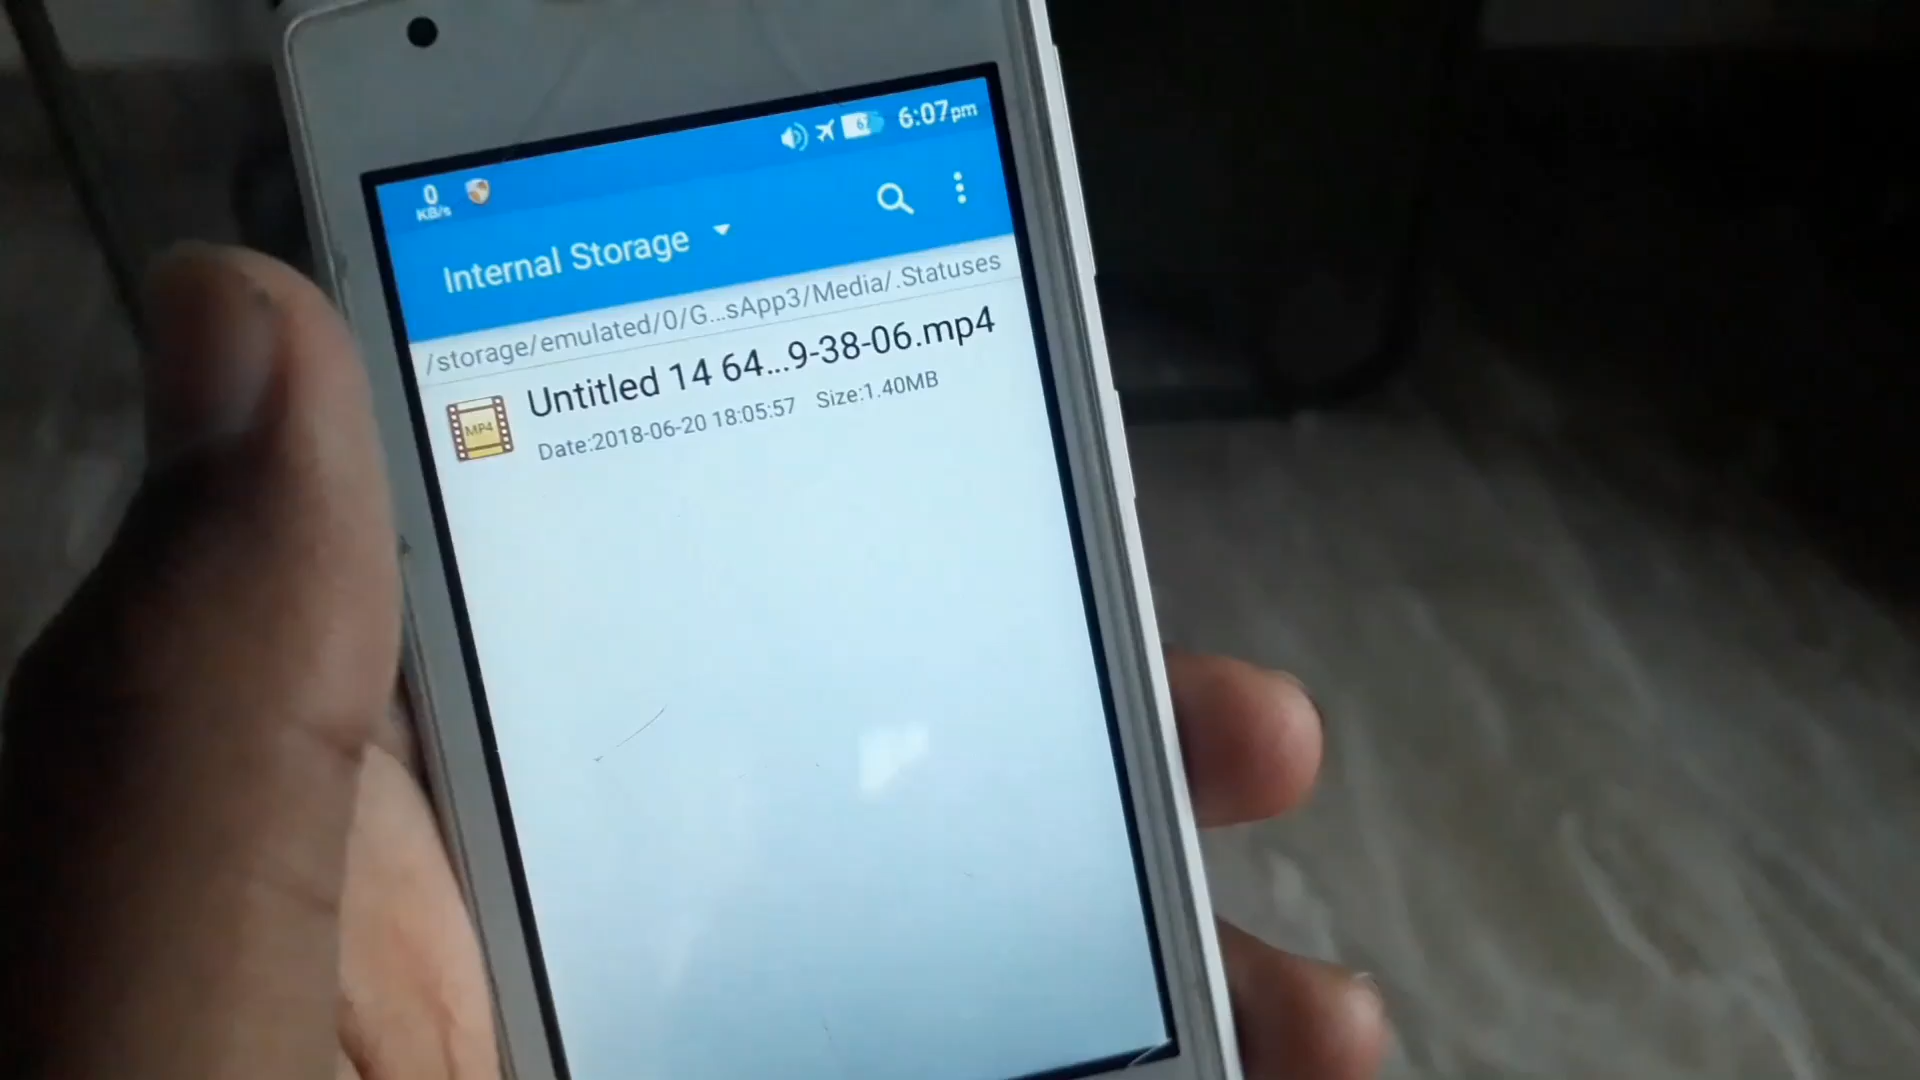 0
KB/s
6:07pm
Internal Storage
/storage/emulated/0/G...sApp3/Media/.Statuses
Untitled 14 64...9-38-06.mp4
MP4
Date:2018-06-20 18:05:57 Size:1.40MB